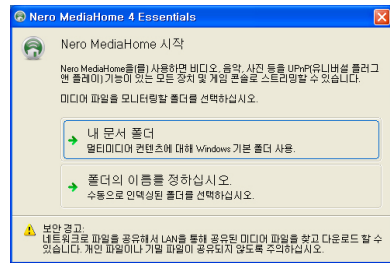 Nero MediaHome 4 Essentials
Nero MediaHome 시작
Nero MediaHome을(를) 사용하면 비디오, 음악, 사진 등을 UPnP(유니버설 플러그
앤 플레이) 기능이 있는 모든 장치 및 게임 콘솔로 스트리밍할 수 있습니다.
미디어 파일을 모니터링할 폴더를 선택하십시오.
내 문서 폴더
멀티미디어 컨텐츠에 대해 Windows 기본 폴더 사용.
폴더의 이름를 정하십시오.
수동으로 인덱싱된 폴더를 선택하십시오.
보안 경고:
네트워크로 파일을 공유해서 LAN을 통해 공유된 미디어 파일을 찾고 다운로드 할 수
있습니다. 개인 파일이나 기밀 파일이 공유되지 않도록 주의하십시오.